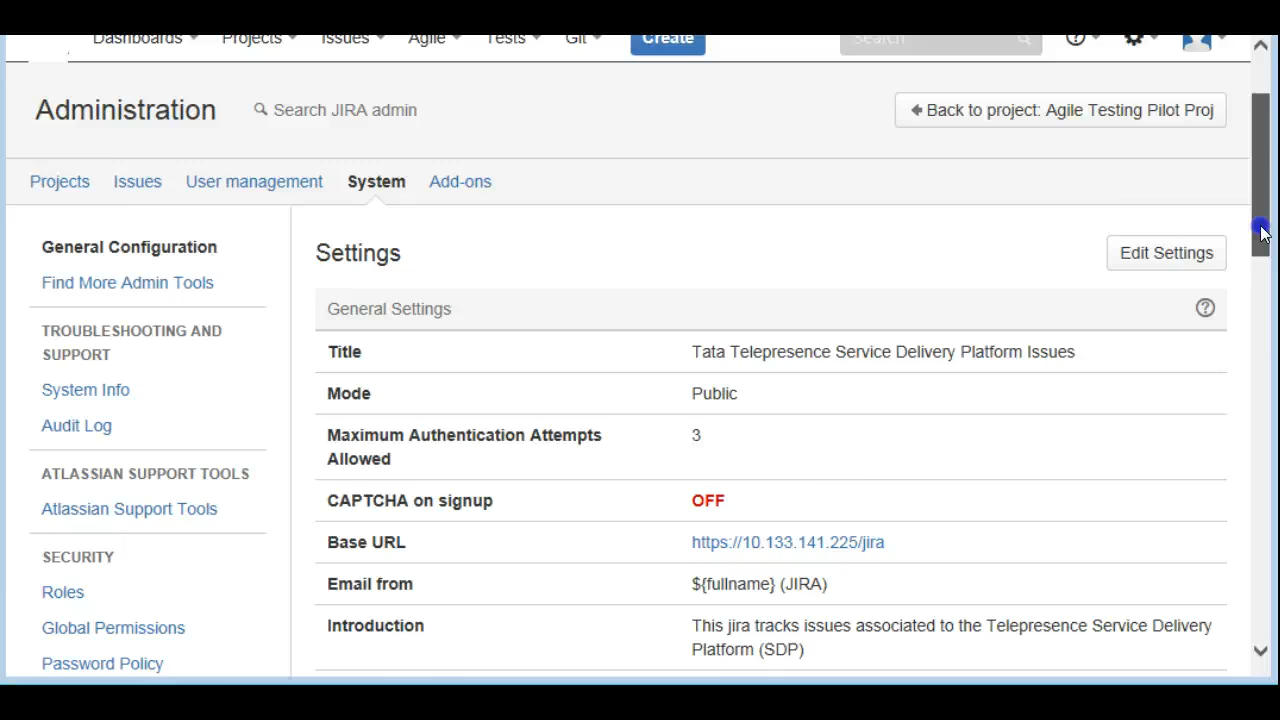 Dashboards Projects Issues Agile Tests Git Create Search
Administration Search JIRA admin Back to project: Agile Testing Pilot Proj
Projects Issues User management System Add-ons
General Configuration
Find More Admin Tools
TROUBLESHOOTING AND
SUPPORT
System Info
Audit Log
ATLASSIAN SUPPORT TOOLS
Atlassian Support Tools
SECURITY
Roles
Global Permissions
Password Policy
Settings Edit Settings
General Settings
Title Tata Telepresence Service Delivery Platform Issues
Mode Public
Maximum Authentication Attempts 3
Allowed
CAPTCHA on signup OFF
Base URL https://10.133.141.225/jira
Email from ${fullname} (JIRA)
Introduction This jira tracks issues associated to the Telepresence Service Delivery
Platform (SDP)